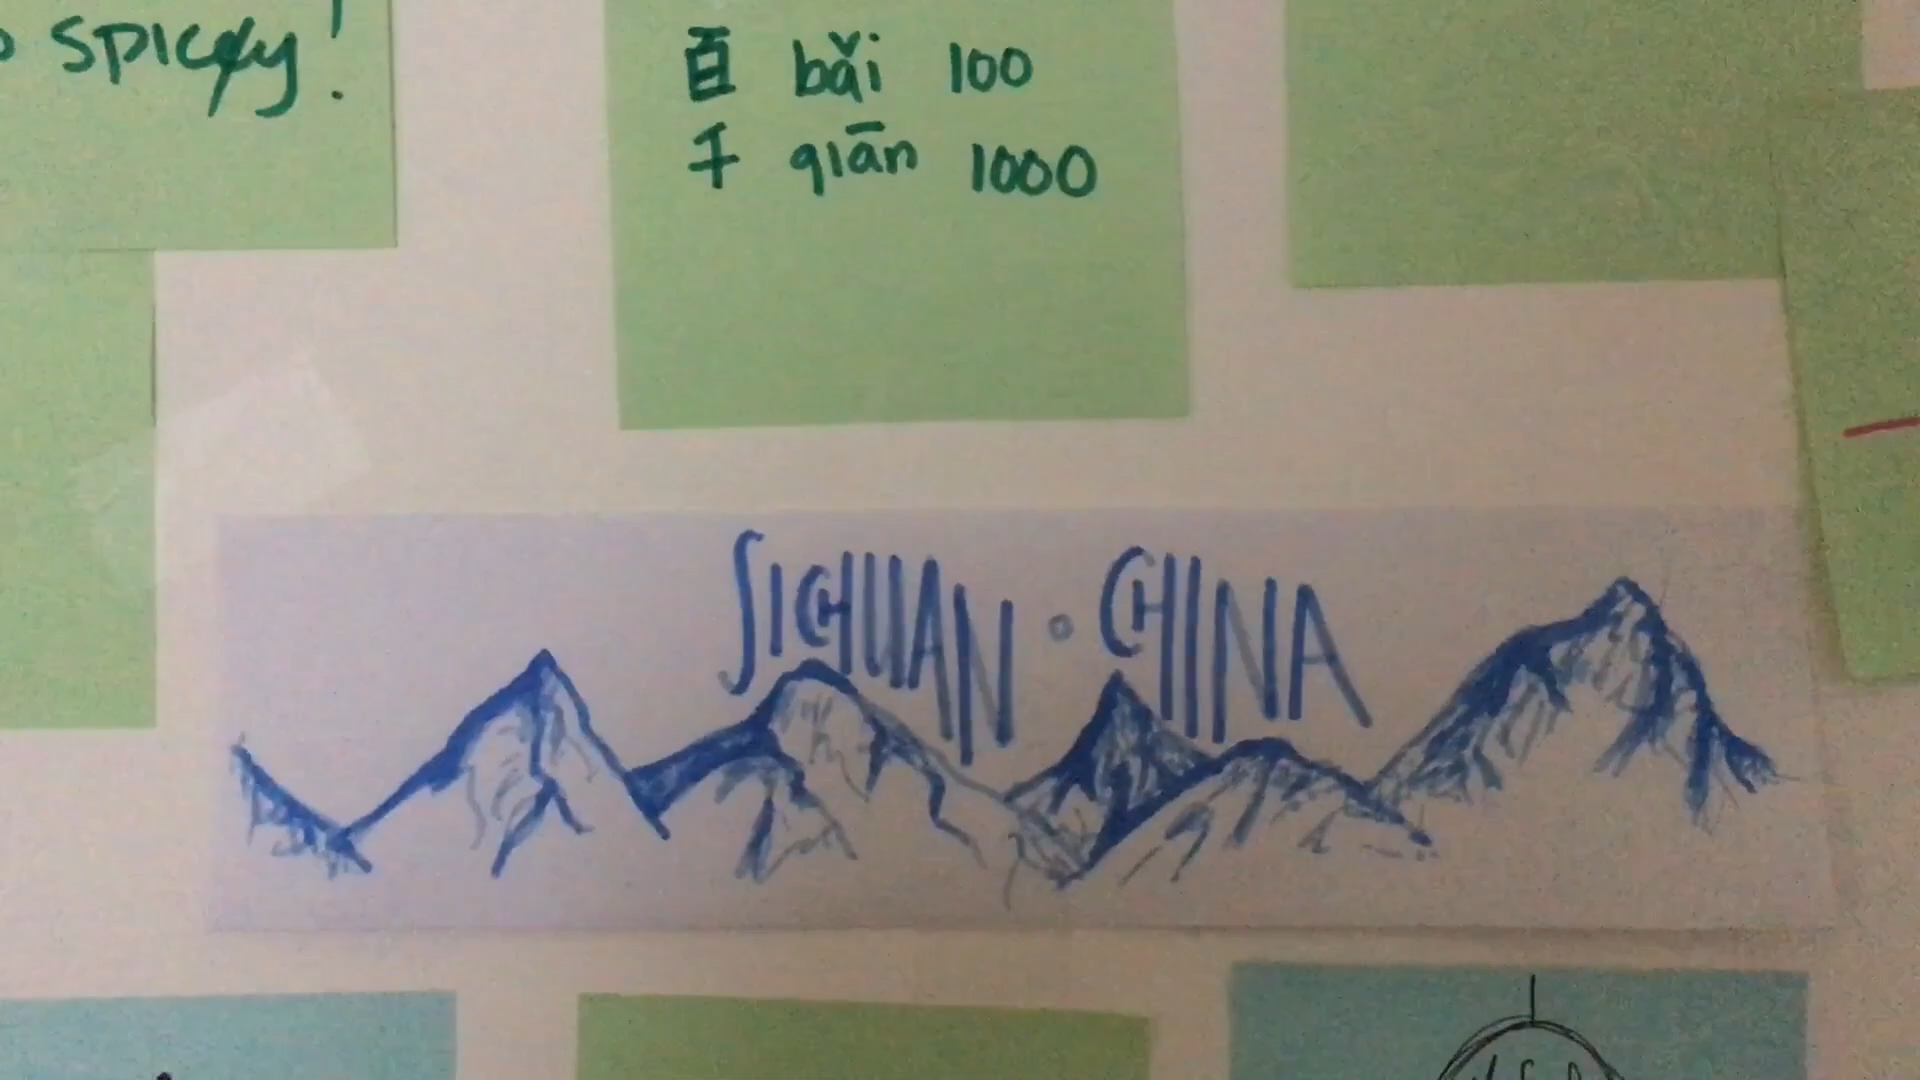 SPICY!
百 bǎi 100
千 qiān 1000
SICHUAN • CHINA